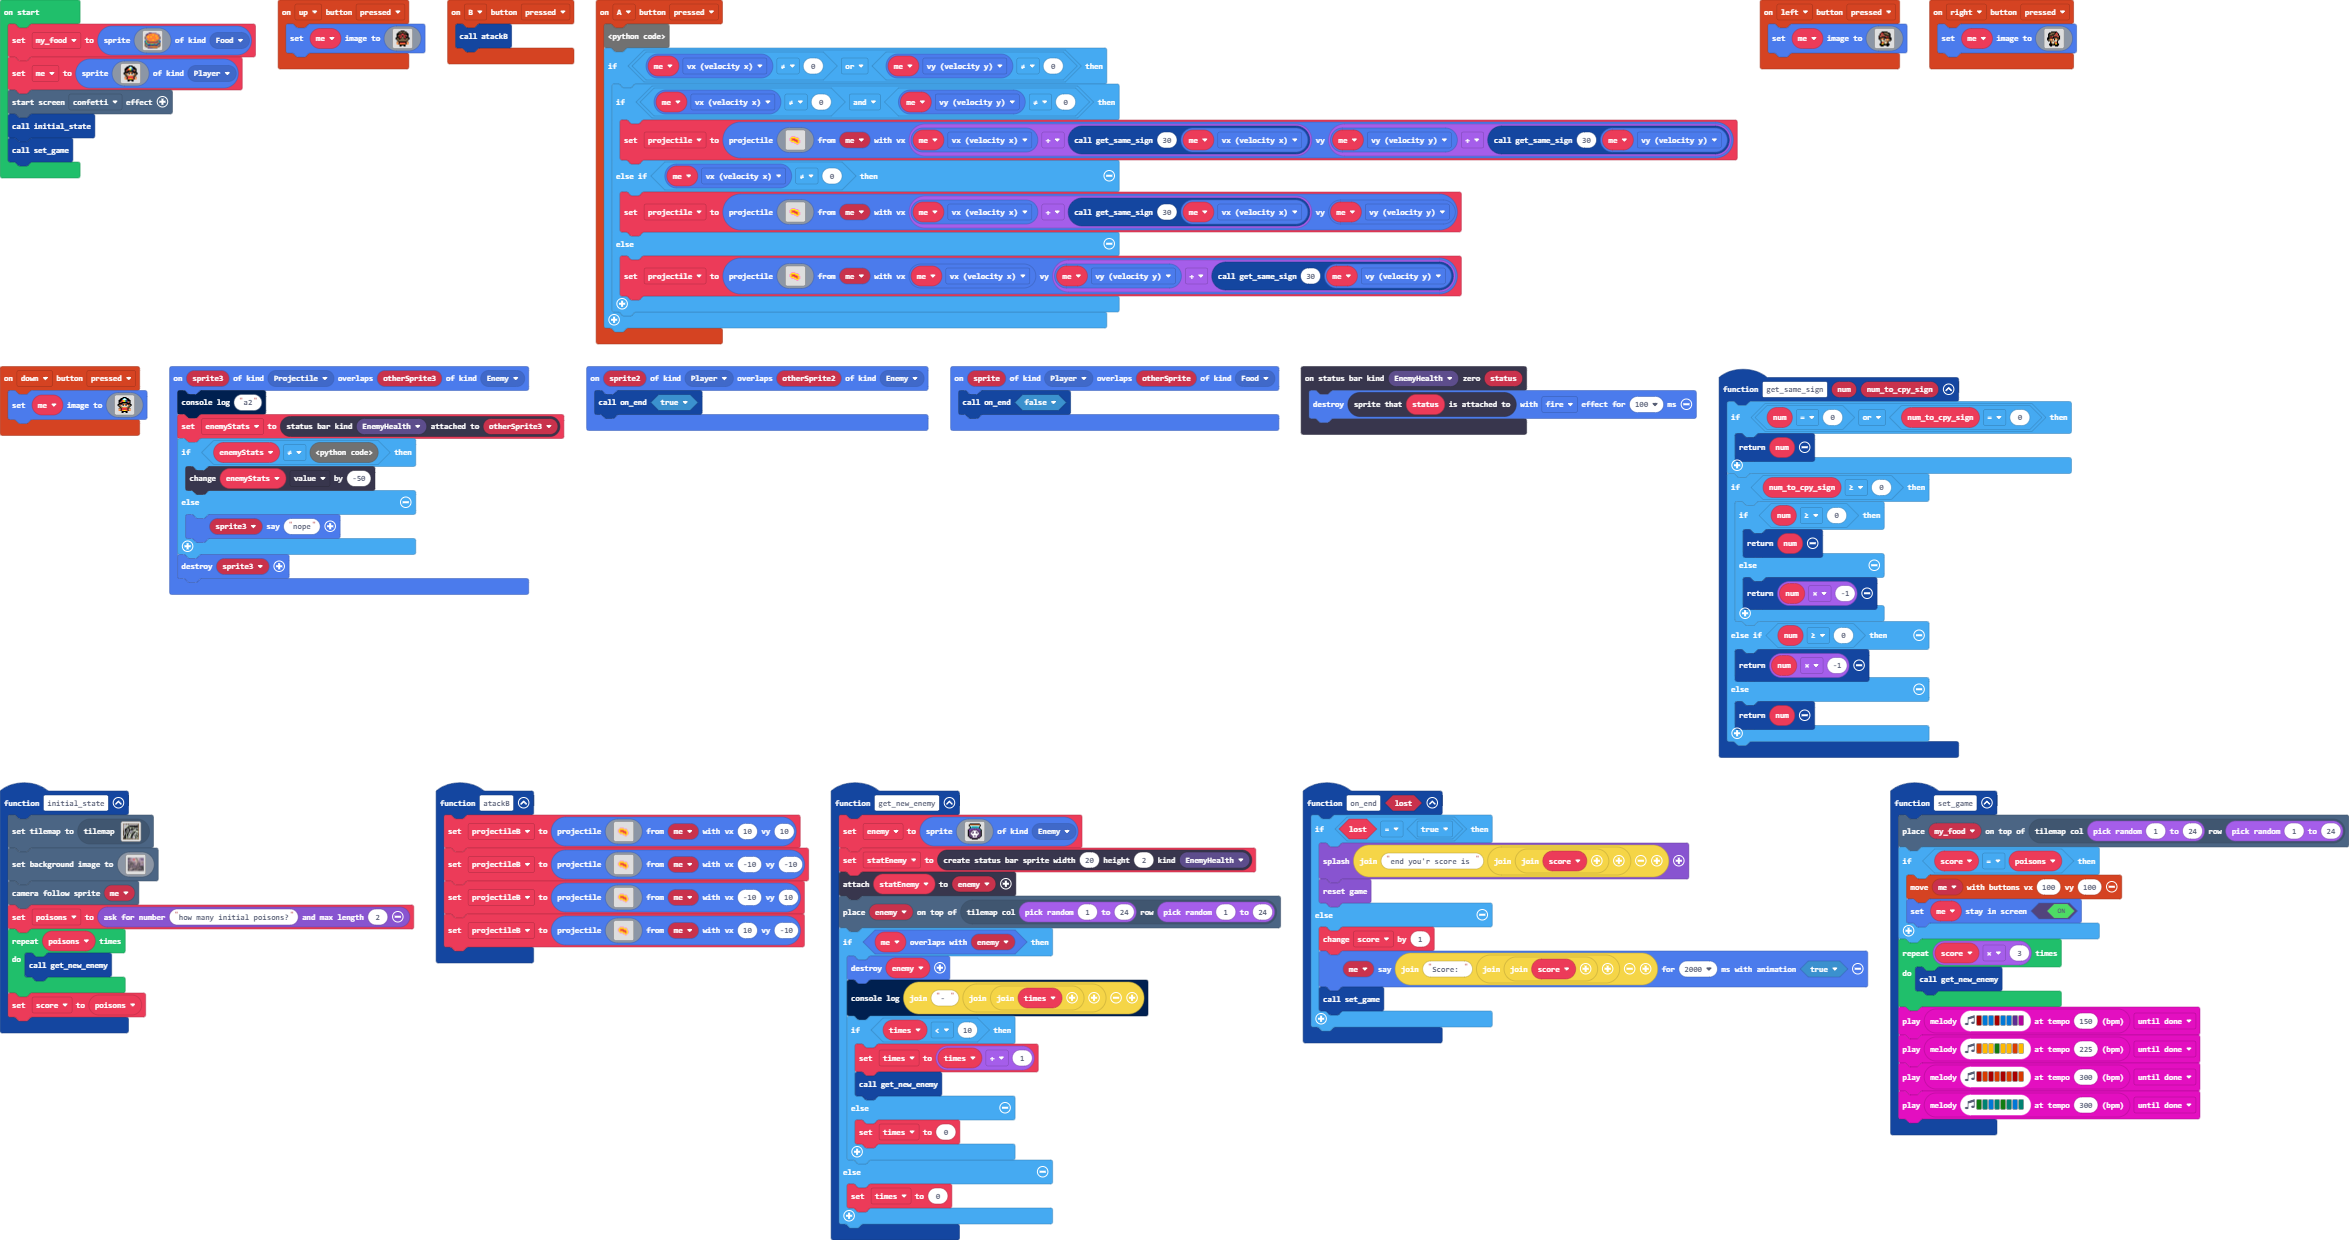 on start
set my_food to sprite of kind Food
set me to sprite of kind Player
start screen confetti effect
call initial_state
call set_game
on up button pressed
set me image to
on B button pressed
call atackB
on A button pressed
<python code>
if me vx (velocity x) ≠ 0 or me vy (velocity y) ≠ 0 then
if me vx (velocity x) ≠ 0 and me vy (velocity y) ≠ 0 then
set projectile to projectile from me with vx me vx (velocity x) + call get_same_sign 30 me vx (velocity x) vy me vy (velocity y) + call get_same_sign 30 me vy (velocity y)
else if me vx (velocity x) ≠ 0 then
set projectile to projectile from me with vx me vx (velocity x) + call get_same_sign 30 me vx (velocity x) vy me vy (velocity y)
else
set projectile to projectile from me with vx me vx (velocity x) vy me vy (velocity y) + call get_same_sign 30 me vy (velocity y)
on left button pressed
set me image to
on right button pressed
set me image to
on down button pressed
set me image to
on sprite3 of kind Projectile overlaps otherSprite3 of kind Enemy
console log "a2"
set enemyStats to status bar kind EnemyHealth attached to otherSprite3
if enemyStats ≠ <python code> then
change enemyStats value by -50
else
sprite3 say "nope"
destroy sprite3
on sprite2 of kind Player overlaps otherSprite2 of kind Enemy
call on_end true
on sprite of kind Player overlaps otherSprite of kind Food
call on_end false
on status bar kind EnemyHealth zero status
destroy sprite that status is attached to with fire effect for 100 ms
function get_same_sign num num_to_cpy_sign
if num = 0 or num_to_cpy_sign = 0 then
return num
if num_to_cpy_sign ≥ 0 then
if num ≥ 0 then
return num
else
return num × -1
else if num ≥ 0 then
return num × -1
else
return num
function initial_state
set tilemap to tilemap
set background image to
camera follow sprite me
set poisons to ask for number "how many initial poisons?" and max length 2
repeat poisons times
do call get_new_enemy
set score to poisons
function atackB
set projectileB to projectile from me with vx 10 vy 10
set projectileB to projectile from me with vx -10 vy -10
set projectileB to projectile from me with vx -10 vy 10
set projectileB to projectile from me with vx 10 vy -10
function get_new_enemy
set enemy to sprite of kind Enemy
set statEnemy to create status bar sprite width 20 height 2 kind EnemyHealth
attach statEnemy to enemy
place enemy on top of tilemap col pick random 1 to 24 row pick random 1 to 24
if me overlaps with enemy then
destroy enemy
console log join "-" join join times
if times < 10 then
set times to times + 1
call get_new_enemy
else
set times to 0
else
set times to 0
function on_end lost
if lost = true then
splash join "end you'r score is " join join score
reset game
else
change score by 1
me say join "Score: " join join score for 2000 ms with animation true
call set_game
function set_game
place my_food on top of tilemap col pick random 1 to 24 row pick random 1 to 24
if score = poisons then
move me with buttons vx 100 vy 100
set me stay in screen ON
repeat score × 3 times
do call get_new_enemy
play melody at tempo 150 (bpm) until done
play melody at tempo 225 (bpm) until done
play melody at tempo 300 (bpm) until done
play melody at tempo 300 (bpm) until done